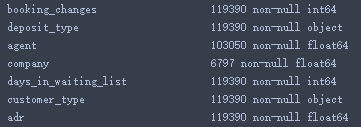 booking_changes 119390 non-null int64
deposit_type 119390 non-null object
agent 103050 non-null float64
company 6797 non-null float64
days_in_waiting_list 119390 non-null int64
customer_type 119390 non-null object
adr 119390 non-null float64